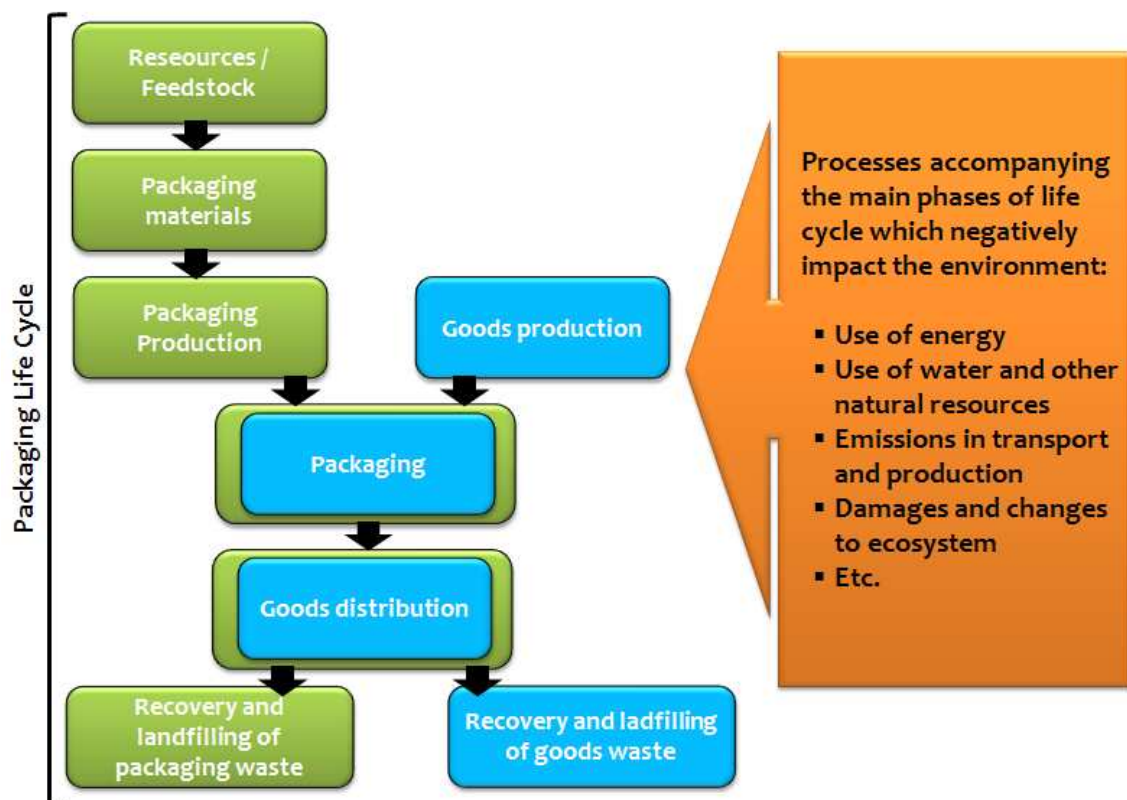 Packaging Life Cycle
Reseources /
Feedstock
Packaging
materials
Packaging
Production
Goods production
Packaging
Goods distribution
Recovery and
landfilling of
packaging waste
Recovery and ladfilling
of goods waste
Processes accompanying
the main phases of life
cycle which negatively
impact the environment:
▪ Use of energy
▪ Use of water and other
natural resources
▪ Emissions in transport
and production
▪ Damages and changes
to ecosystem
▪ Etc.